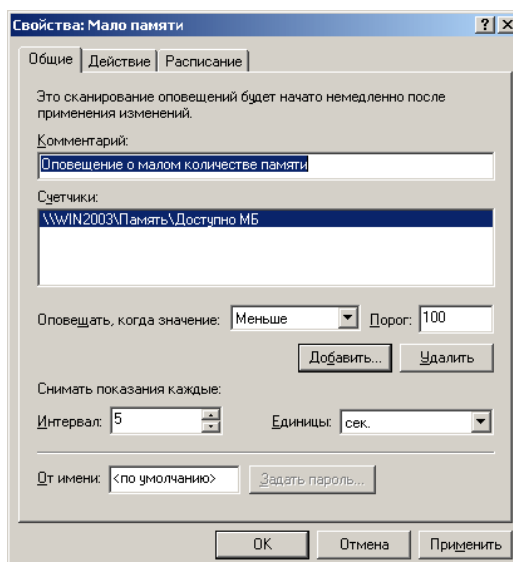 Свойства: Мало памяти
Общие Действие Расписание
Это сканирование оповещений будет начато немедленно после
применения изменений.
Комментарий:
Оповещение о малом количестве памяти
Счетчики:
\\WIN2003\Память\Доступно МБ
Оповещать, когда значение: Меньше Порог: 100
Добавить... Удалить
Снимать показания каждые:
Интервал: 5 Единицы: сек.
От имени: <по умолчанию> Задать пароль...
OK Отмена Применить